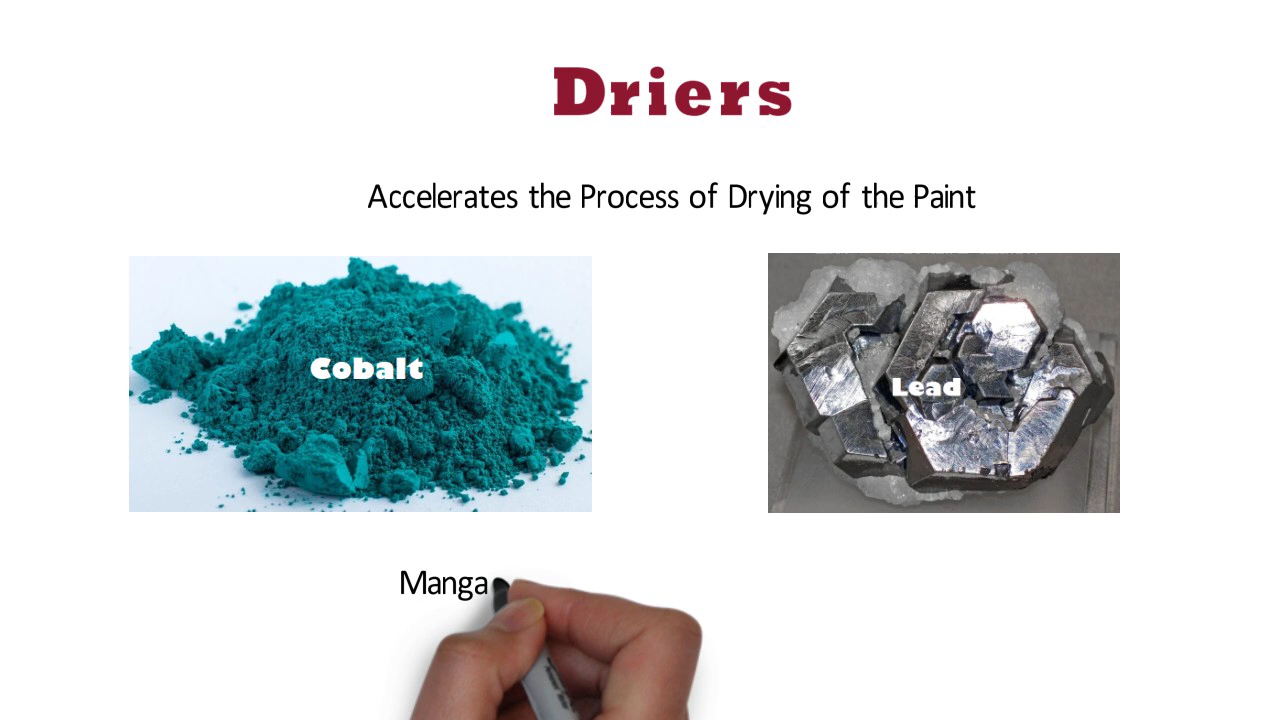 Driers
Accelerates the Process of Drying of the Paint
Cobalt
Lead
Manga